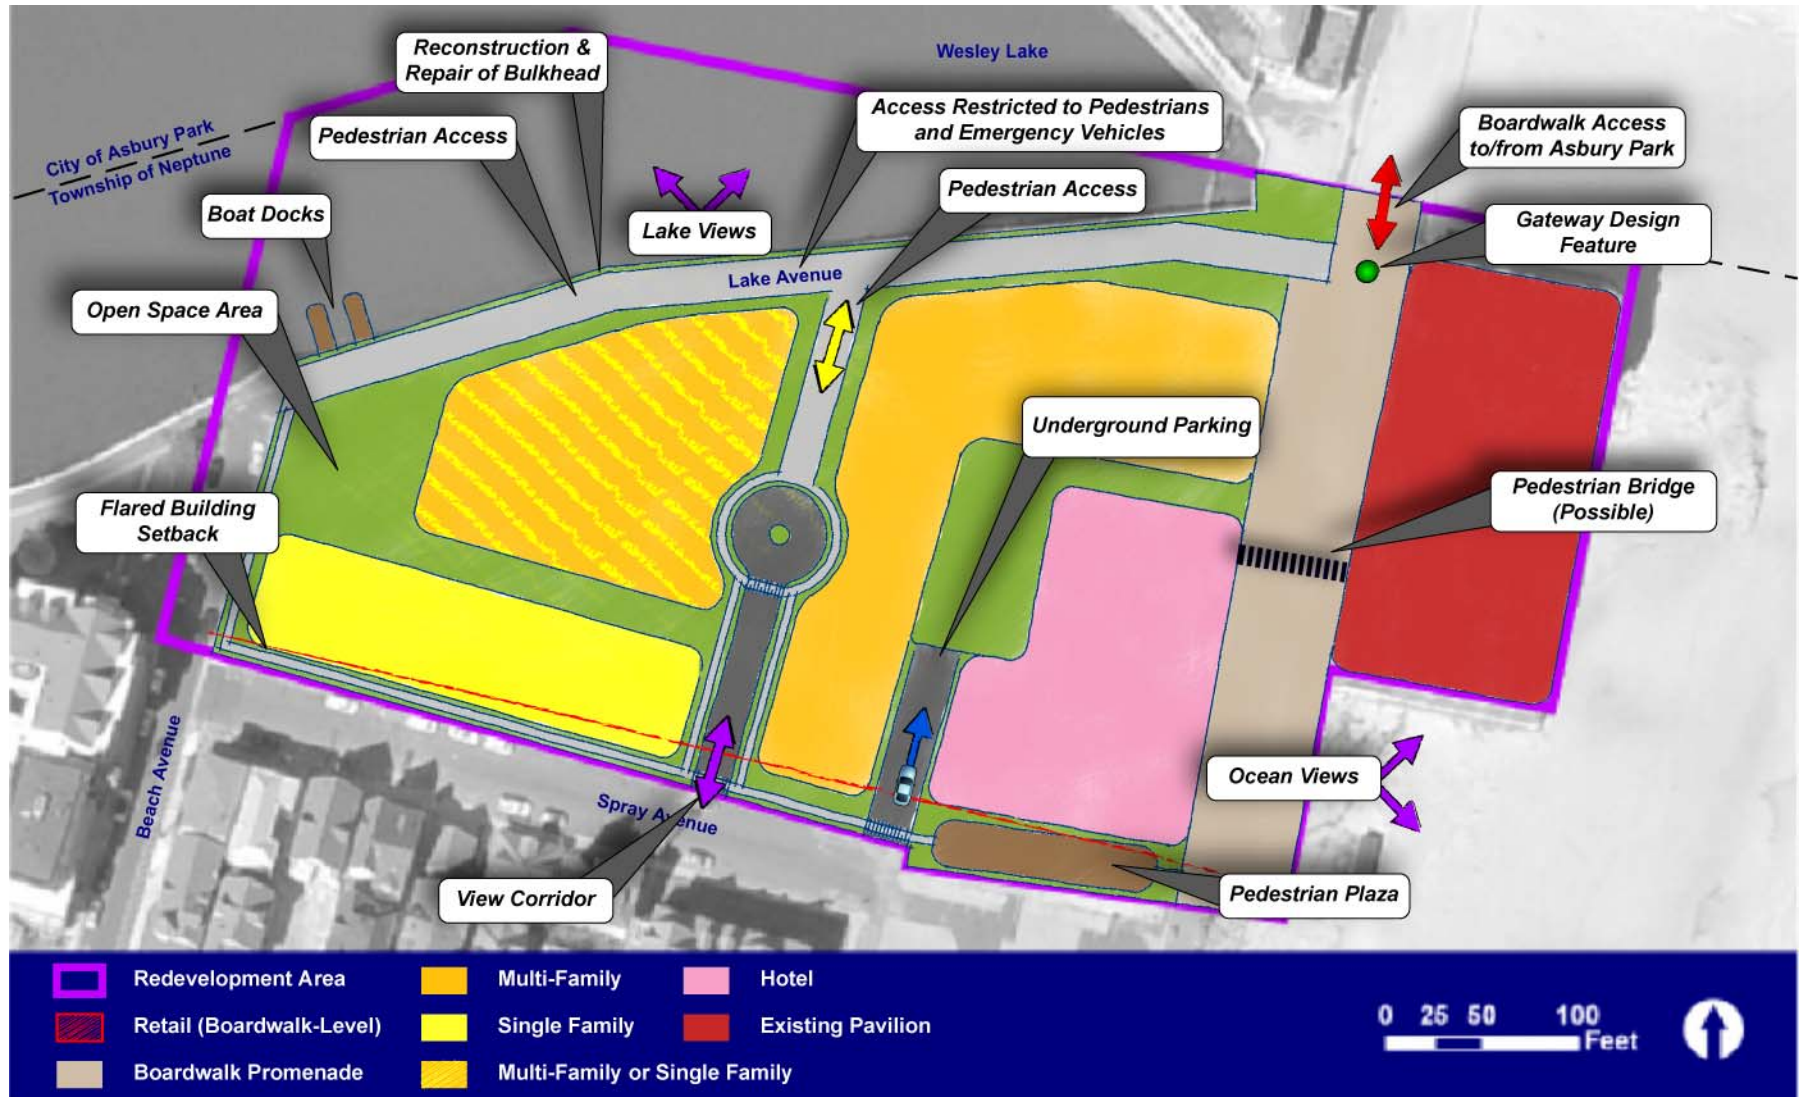 Wesley Lake
Reconstruction &
Repair of Bulkhead
Access Restricted to Pedestrians
and Emergency Vehicles
Boardwalk Access
to/from Asbury Park
Pedestrian Access
City of Asbury Park
Township of Neptune
Pedestrian Access
Boat Docks
Lake Views
Gateway Design
Feature
Lake Avenue
Open Space Area
Underground Parking
Flared Building
Setback
Pedestrian Bridge
(Possible)
Beach Avenue
Spray Avenue
Ocean Views
View Corridor
Pedestrian Plaza
Redevelopment Area
Multi-Family
Hotel
Retail (Boardwalk-Level)
Single Family
Existing Pavilion
Boardwalk Promenade
Multi-Family or Single Family
0 25 50 100
Feet